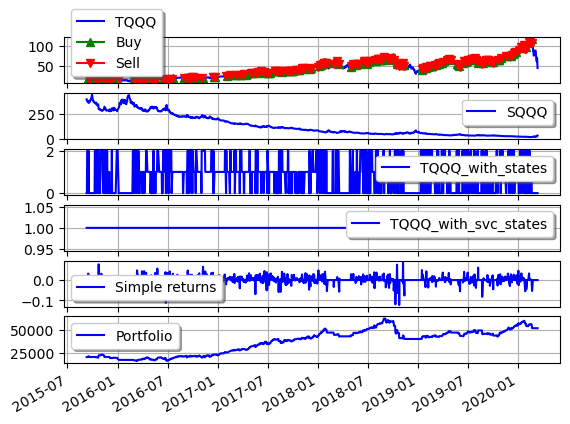 TQQQ
Buy
Sell
100
50
SQQQ
250
0
TQQQ_with_states
2
0
TQQQ_with_svc_states
1.05
1.00
0.95
Simple returns
0.0
−0.1
Portfolio
50000
25000
2015-07 2016-01 2016-07 2017-01 2017-07 2018-01 2018-07 2019-01 2019-07 2020-01